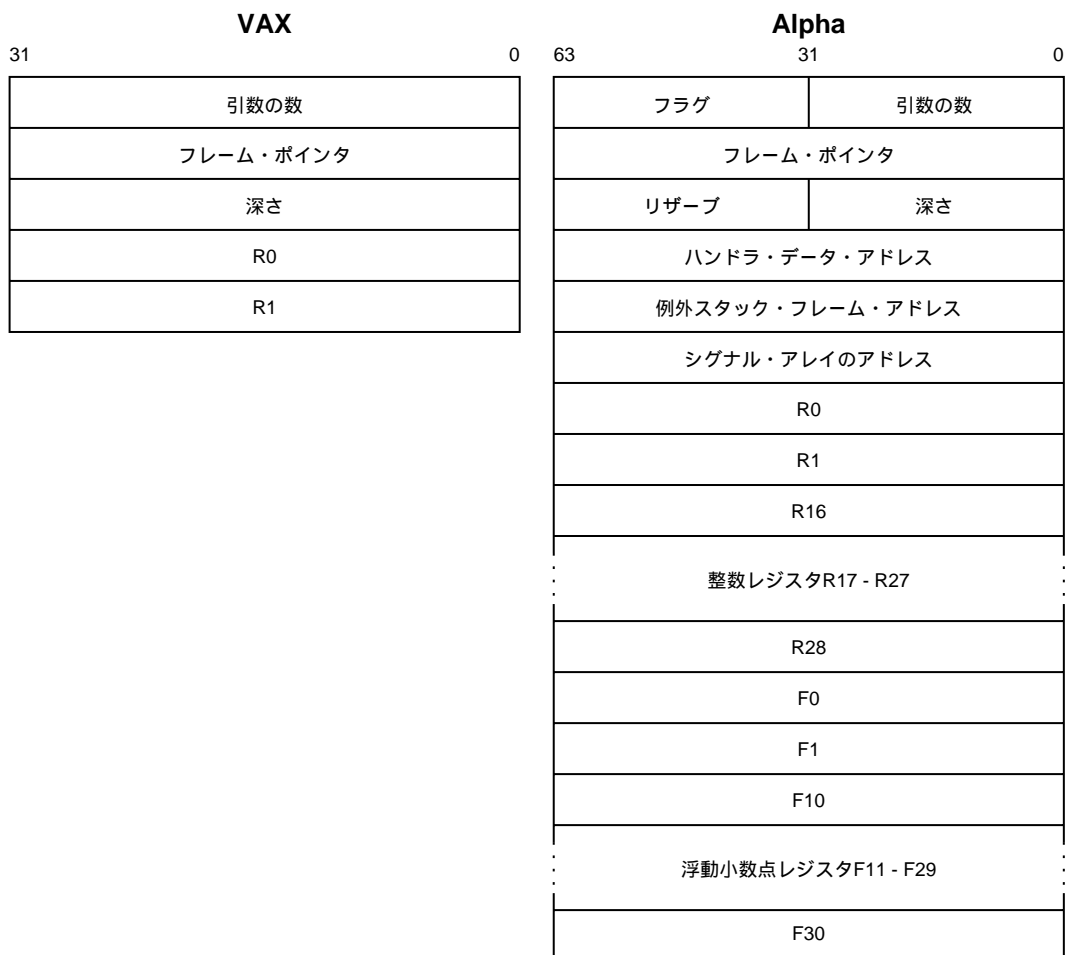 VAX
31 0
引数の数
フレーム・ポインタ
深さ
R0
R1
Alpha
63 31 0
フラグ 引数の数
フレーム・ポインタ
リザーブ 深さ
ハンドラ・データ・アドレス
例外スタック・フレーム・アドレス
シグナル・アレイのアドレス
R0
R1
R16
整数レジスタR17 - R27
R28
F0
F1
F10
浮動小数点レジスタF11 - F29
F30